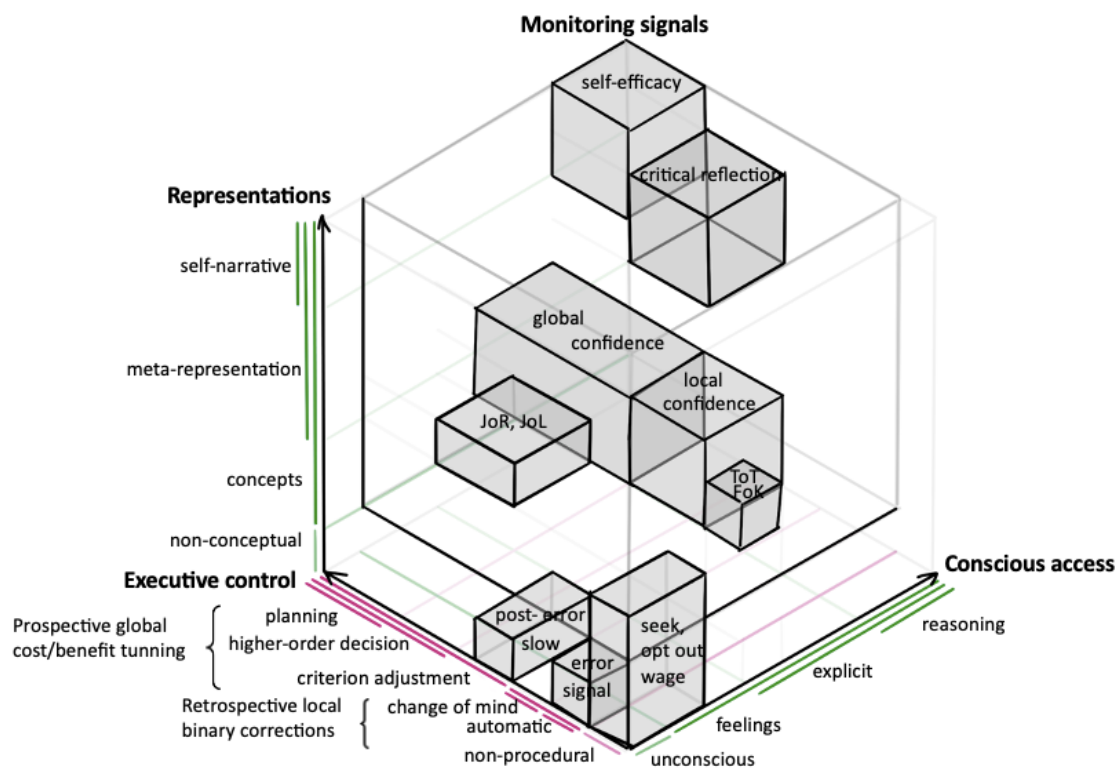 Monitoring signals
self-efficacy
critical reflection
Representations
self-narrative
global
confidence
meta-representation
local
confidence
JoR, JoL
concepts
ToT
FoK
non-conceptual
Executive control
Conscious access
Prospective global
cost/benefit tunning
planning
higher-order decision
criterion adjustment
post- error
slow
error
signal
seek,
opt out
wage
reasoning
explicit
Retrospective local
binary corrections
change of mind
automatic
non-procedural
feelings
unconscious